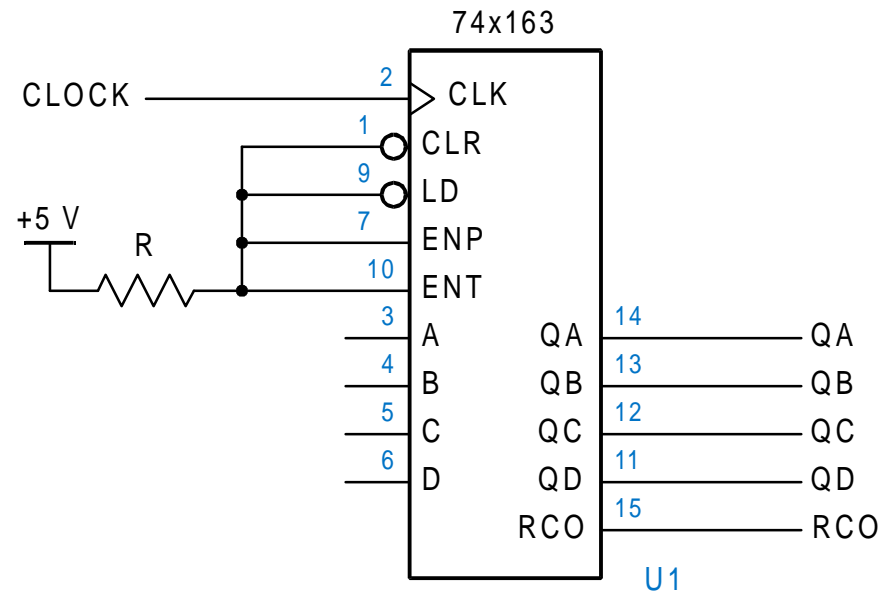 74x163
CLOCK 2 CLK
1 CLR
9 LD
+5 V R 7 ENP
10 ENT
3 A QA 14 QA
4 B QB 13 QB
5 C QC 12 QC
6 D QD 11 QD
RCO 15 RCO
U1